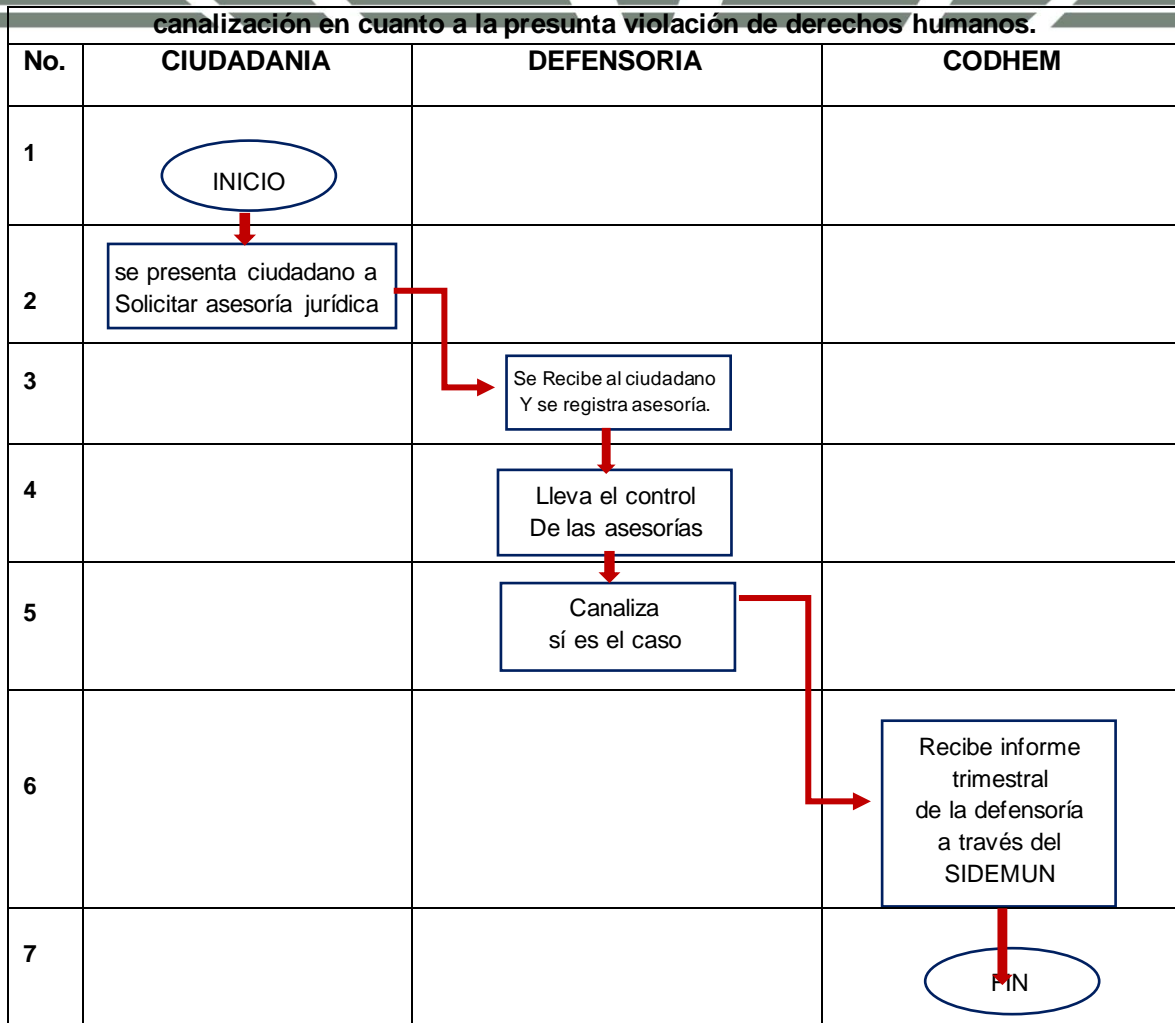 canalización en cuanto a la presunta violación de derechos humanos.
No. CIUDADANIA DEFENSORIA CODHEM
1
INICIO
2
se presenta ciudadano a
Solicitar asesoría jurídica
3
Se Recibe al ciudadano
Y se registra asesoría.
4
Lleva el control
De las asesorías
5
Canaliza
sí es el caso
6
Recibe informe
trimestral
de la defensoría
a través del
SIDEMUN
7
FIN